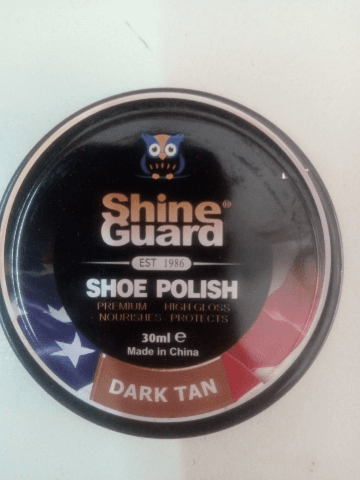 Shine®
Guard
EST 1986
SHOE POLISH
PREMIUM HIGH GLOSS
NOURISHES PROTECTS
30ml e
Made in China
DARK TAN